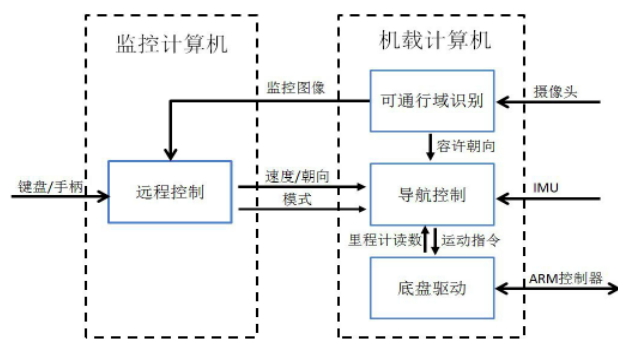 监控计算机
机载计算机
监控图像
可通行域识别
摄像头
容许朝向
键盘/手柄
远程控制
速度/朝向
模式
导航控制
IMU
里程计读数
运动指令
底盘驱动
ARM控制器